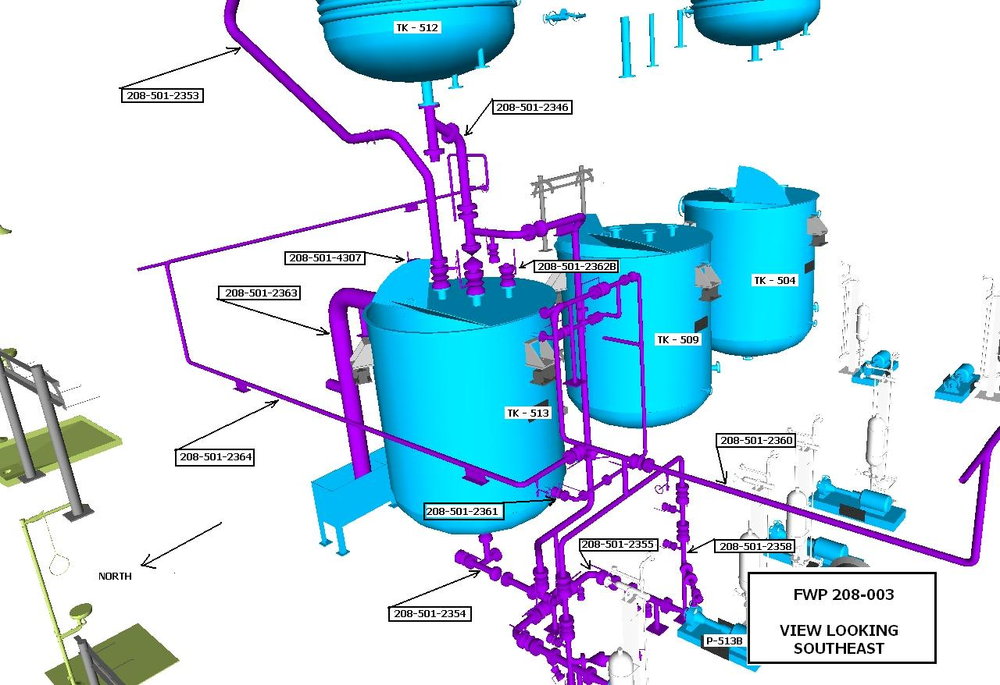 TK - 512
208-501-2353
208-501-2346
208-501-4307
208-501-2362B
TK - 504
208-501-2363
TK - 509
TK - 513
208-501-2364
208-501-2360
208-501-2361
208-501-2355
208-501-2358
NORTH
208-501-2354
P-513B
FWP 208-003
VIEW LOOKING
SOUTHEAST